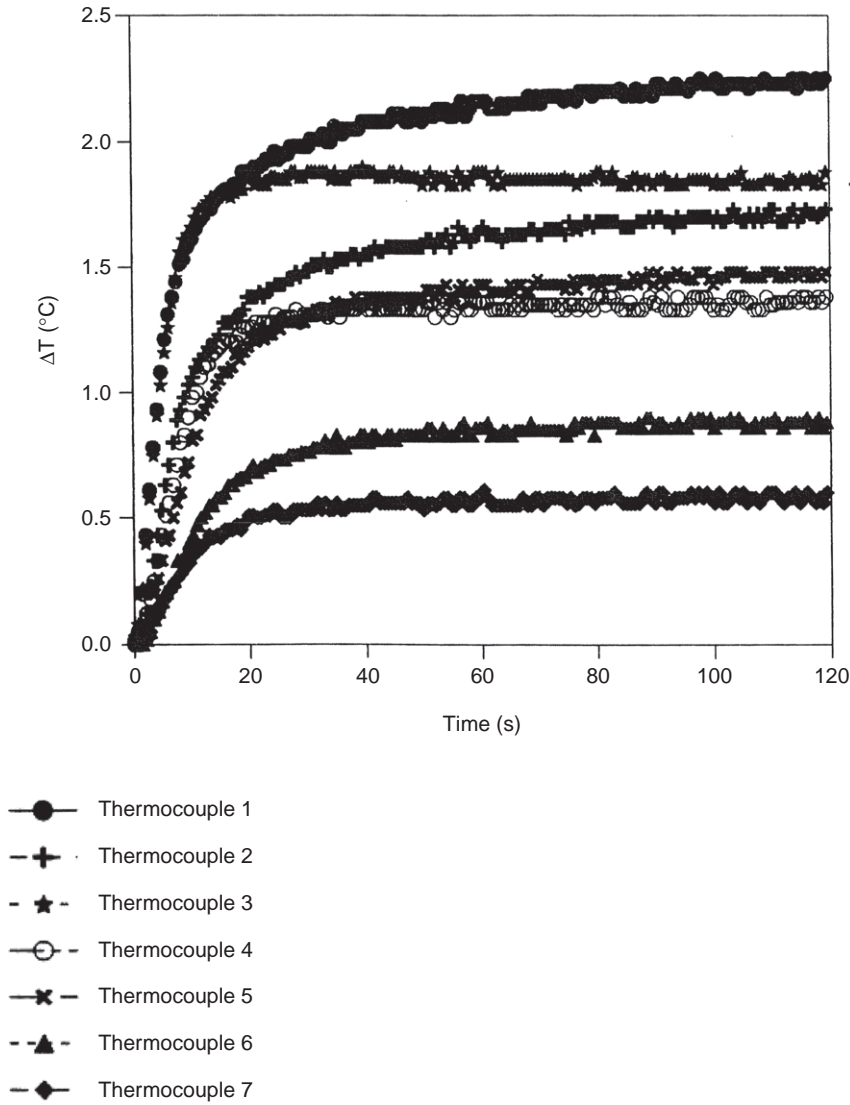 2.5
2.0
1.5
1.0
0.5
0.0
ΔT (°C)
0 20 40 60 80 100 120
Time (s)
Thermocouple 1
Thermocouple 2
Thermocouple 3
Thermocouple 4
Thermocouple 5
Thermocouple 6
Thermocouple 7